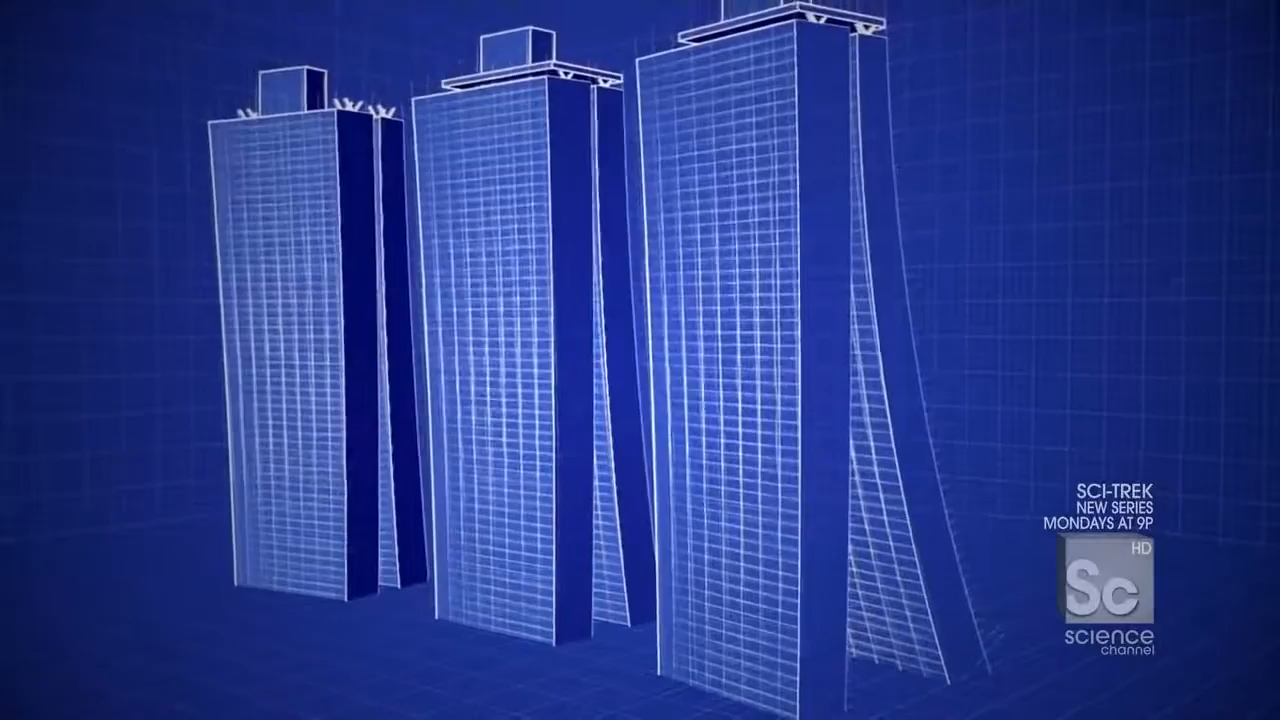 SCI-TREK
NEW SERIES
MONDAYS AT 9P
HD
Sc
science
channel